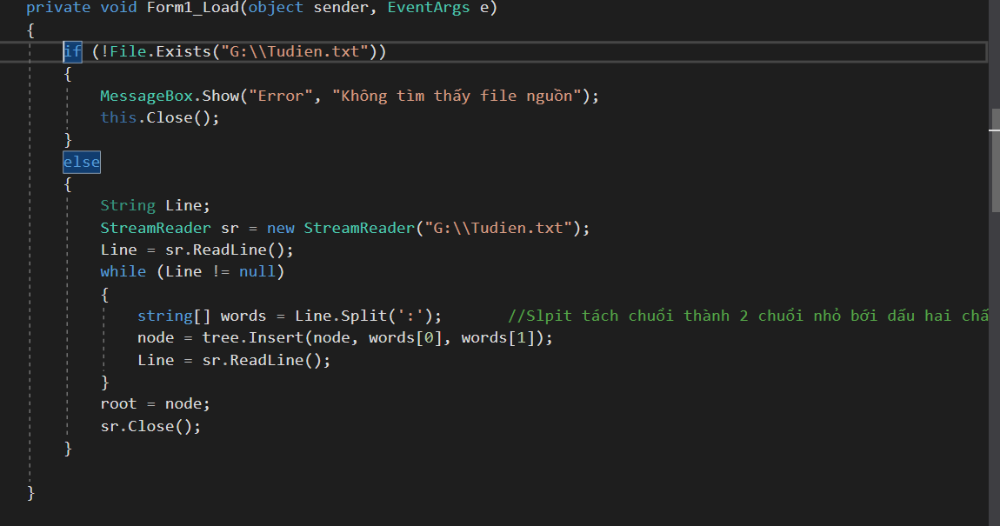 private void Form1_Load(object sender, EventArgs e)
{
if (!File.Exists("G:\\Tudien.txt"))
{
MessageBox.Show("Error", "Không tìm thấy file nguồn");
this.Close();
}
else
{
String Line;
StreamReader sr = new StreamReader("G:\\Tudien.txt");
Line = sr.ReadLine();
while (Line != null)
{
string[] words = Line.Split(':'); //Slpit tách chuỗi thành 2 chuỗi nhỏ bới dấu hai
node = tree.Insert(node, words[0], words[1]);
Line = sr.ReadLine();
}
root = node;
sr.Close();
}
}